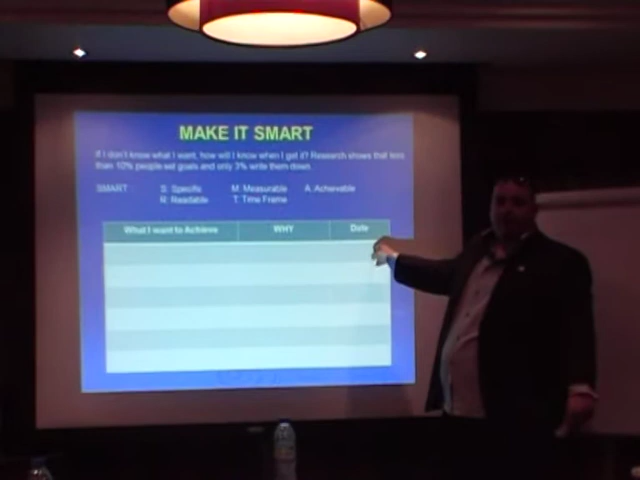 MAKE IT SMART
If I don't know what I want, how will I know when I get it? Research shows that less
than 10% people set goals and only 3% write them down.
SMART: S: Specific M: Measurable A: Achievable
R: Readable T: Time Frame
What I want to Achieve WHY Date